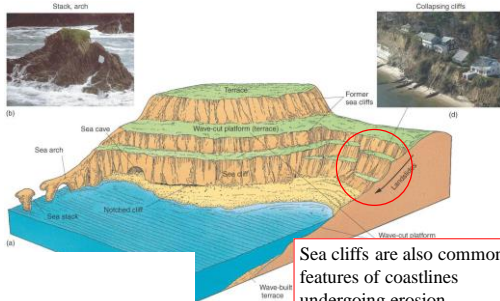 Stack, arch
Collapsing cliffs
(b)
(d)
Terrace
Former
sea cliffs
Wave-cut platform (terrace)
Sea cave
Sea arch
Sea cliff
Landslides
Notched cliff
Sea stack
(a)
Wave-cut platform
Wave-built
terrace
Sea cliffs are also common
features of coastlines
undergoing erosion